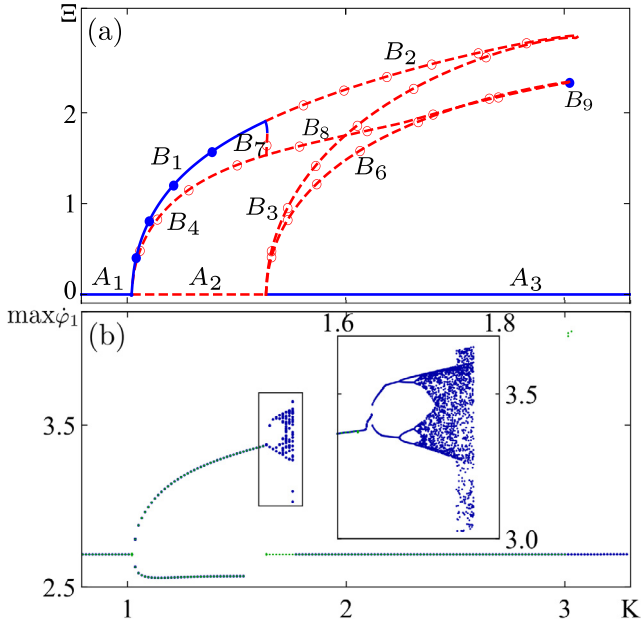 Ξ
(a)
2
1
0
B₁
B₂
B₃
B₄
B₆
B₇
B₈
B₉
A₁
A₂
A₃
maxφ̇₁
(b)
1.6
1.8
3.5
3.5
3.0
2.5
1
2
3
K